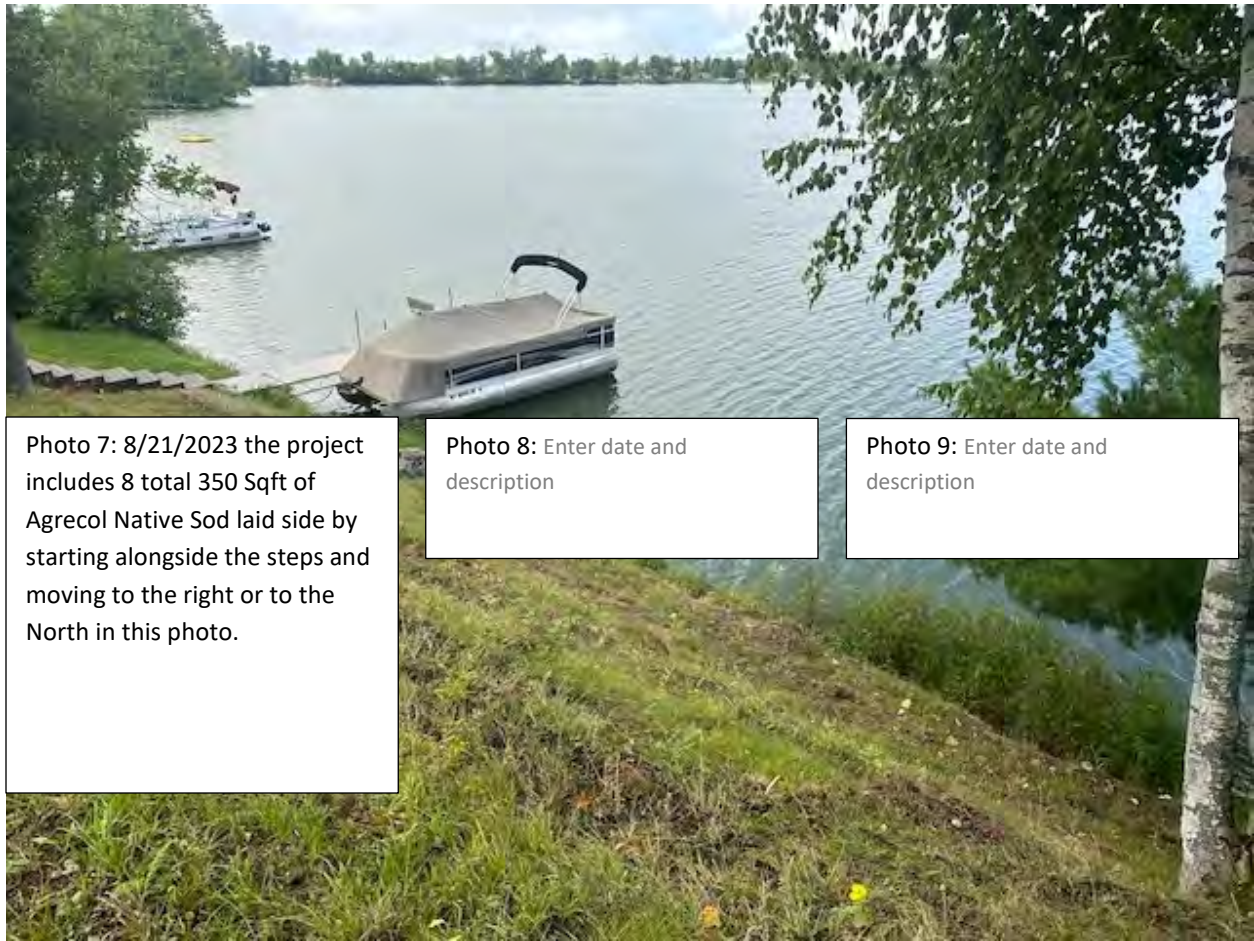 Photo 7: 8/21/2023 the project
includes 8 total 350 Sqft of
Agrecol Native Sod laid side by
starting alongside the steps and
moving to the right or to the
North in this photo.
Photo 8: Enter date and
description
Photo 9: Enter date and
description